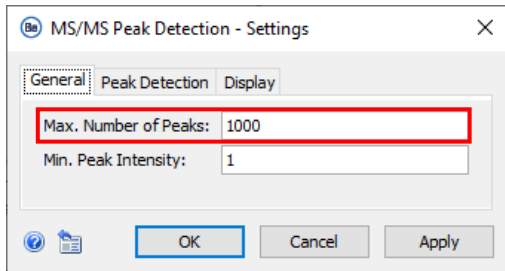 Be MS/MS Peak Detection - Settings
General Peak Detection Display
Max. Number of Peaks: 1000
Min. Peak Intensity: 1
? OK Cancel Apply